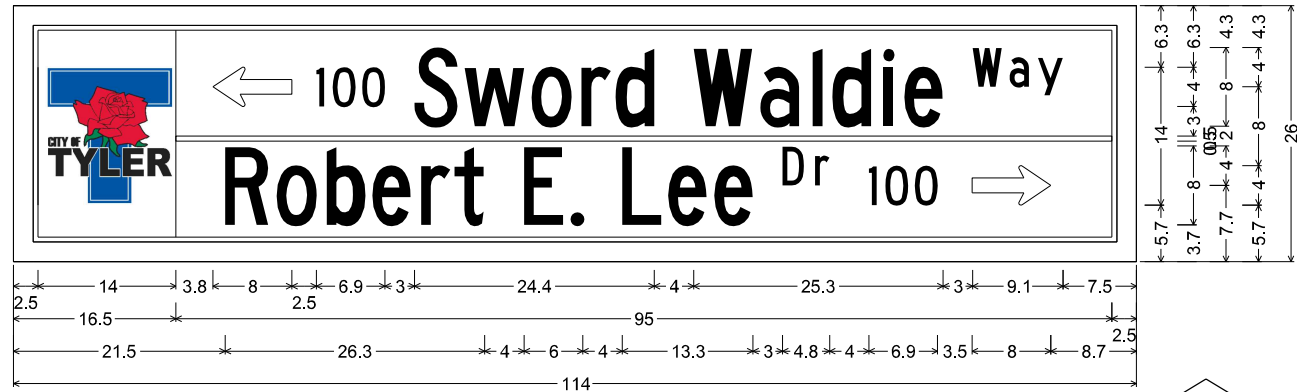 CITY OF
TYLER
100 Sword Waldie Way
Robert E. Lee Dr 100
2.5 14 3.8 8 2.5 6.9 3 24.4 4 25.3 3 9.1 7.5
16.5 95 2.5
21.5 26.3 4 6 4 13.3 3 4.8 4 6.9 3.5 8 8.7
114
6.3 14 5.7
6.3 4 3 8 3.7
4.3 8 2 4 7.7
4.3 4 8 4 5.7
26